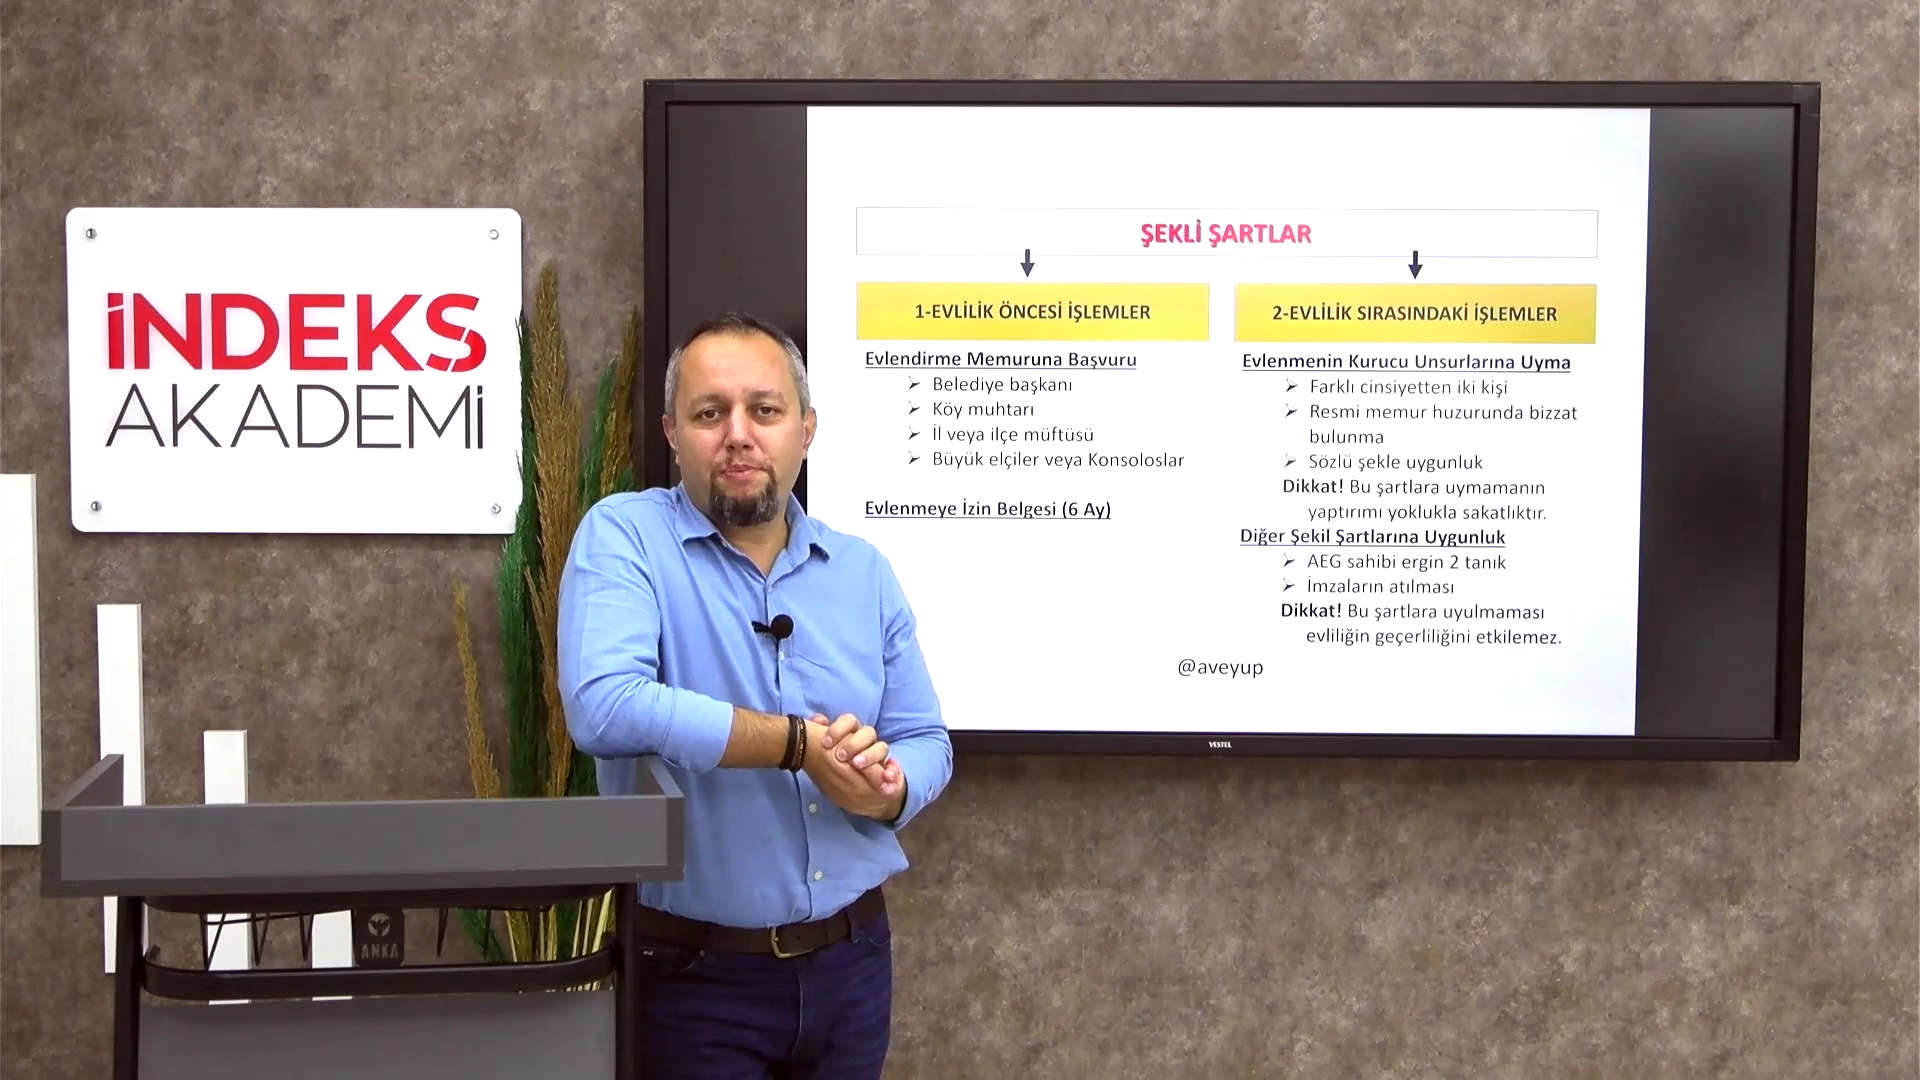 İNDEKS
AKADEMİ
ŞEKLİ ŞARTLAR
1-EVLİLİK ÖNCESİ İŞLEMLER
Evlendirme Memuruna Başvuru
➢ Belediye başkanı
➢ Köy muhtarı
➢ İl veya ilçe müftüsü
➢ Büyük elçiler veya Konsoloslar
Evlenmeye İzin Belgesi (6 Ay)
2-EVLİLİK SIRASINDAKİ İŞLEMLER
Evlenmenin Kurucu Unsurlarına Uyma
➢ Farklı cinsiyetten iki kişi
➢ Resmi memur huzurunda bizzat
bulunma
➢ Sözlü şekle uygunluk
Dikkat! Bu şartlara uymamanın
yaptırımı yoklukla sakatlıktır.
Diğer Şekil Şartlarına Uygunluk
➢ AEG sahibi ergin 2 tanık
➢ İmzaların atılması
Dikkat! Bu şartlara uyulmaması
evliliğin geçerliliğini etkilemez.
@aveyup
VESTEL
ANKA